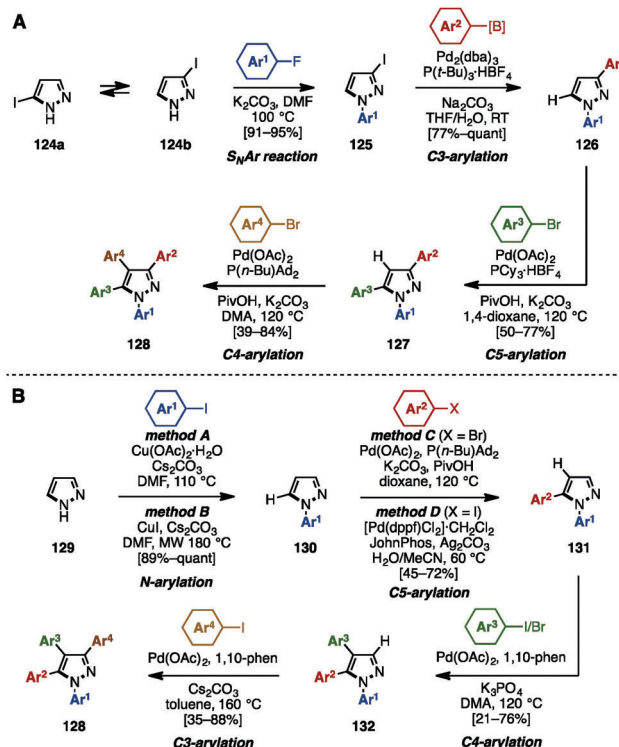 A
Ar¹
F
K₂CO₃, DMF
100 °C
[91–95%]
SNAr reaction
I
N
N
H
124a
I
N
N
H
124b
I
N
N
Ar¹
125
Ar²
[B]
Pd₂(dba)₃
P(t-Bu)₃·HBF₄
Na₂CO₃
THF/H₂O, RT
[77%–quant]
C3-arylation
H
N
N
Ar¹
126
Ar⁴
Br
Pd(OAc)₂
P(n-Bu)Ad₂
PivOH, K₂CO₃
DMA, 120 °C
[39–84%]
C4-arylation
Ar⁴
Ar²
Ar³
N
N
Ar¹
128
H
Ar²
Ar³
N
N
Ar¹
127
Ar³
Br
Pd(OAc)₂
PCy₃·HBF₄
PivOH, K₂CO₃
1,4-dioxane, 120 °C
[50–77%]
C5-arylation
B
Ar¹
I
method A
Cu(OAc)₂·H₂O
Cs₂CO₃
DMF, 110 °C
method B
CuI, Cs₂CO₃
DMF, MW 180 °C
[89%–quant]
N-arylation
N
N
H
129
H
N
N
Ar¹
130
Ar²
X
method C (X = Br)
Pd(OAc)₂, P(n-Bu)Ad₂
K₂CO₃, PivOH
dioxane, 120 °C
method D (X = I)
[Pd(dppf)Cl₂]·CH₂Cl₂
JohnPhos, Ag₂CO₃
H₂O/MeCN, 60 °C
[45–72%]
C5-arylation
H
Ar²
N
N
Ar¹
131
Ar³
Ar⁴
Ar²
N
N
Ar¹
128
Ar⁴
I
Pd(OAc)₂, 1,10-phen
Cs₂CO₃
toluene, 160 °C
[35–88%]
C3-arylation
Ar³
H
Ar²
N
N
Ar¹
132
Ar³
I/Br
Pd(OAc)₂, 1,10-phen
K₃PO₄
DMA, 120 °C
[21–76%]
C4-arylation